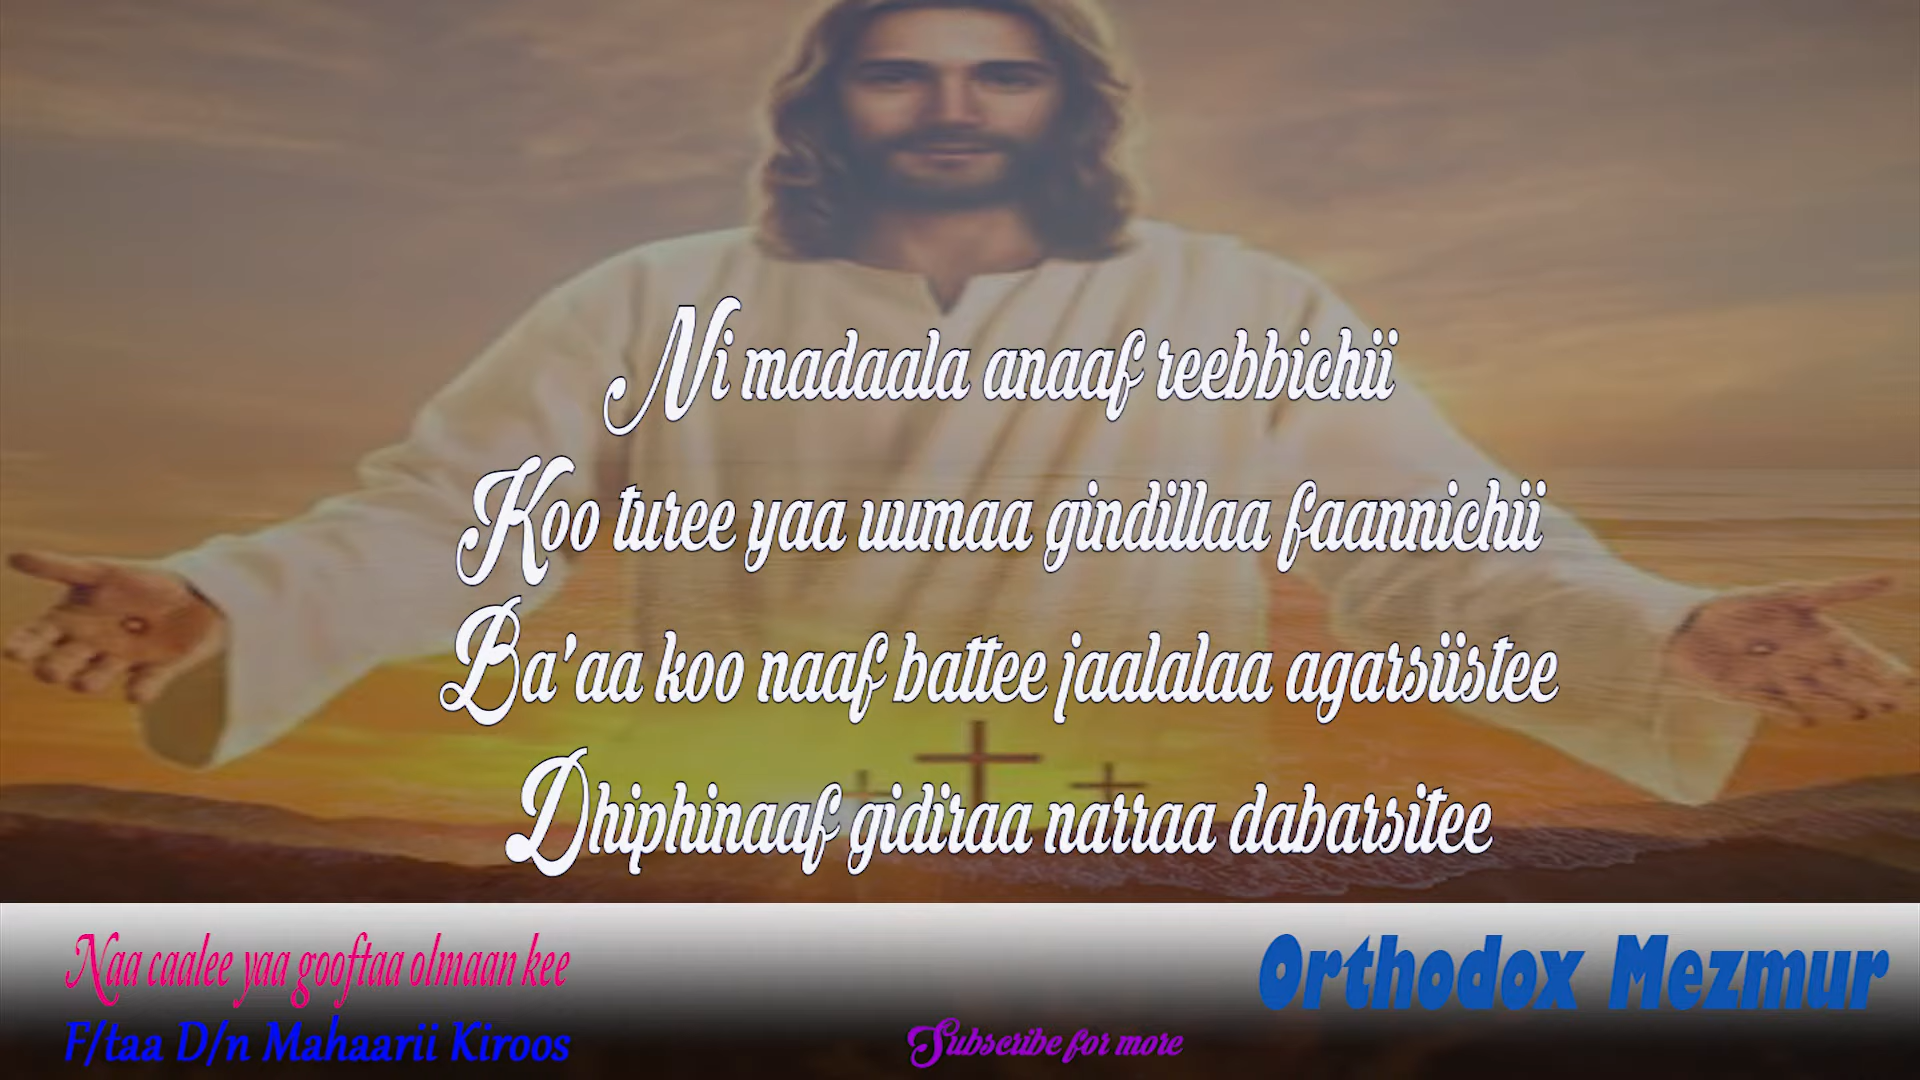 Ni madaala anaaf reebbichii
Koo turee yaa uumaa gindillaa faannichii
Ba'aa koo naaf battee jaalalaa agarsiistee
Dhiphinaaf gidiraa narraa dabarsitee
Naa caalee yaa gooftaa olmaan kee
F/taa D/n Mahaarii Kiroos
Subscribe for more
Orthodox Mezmur